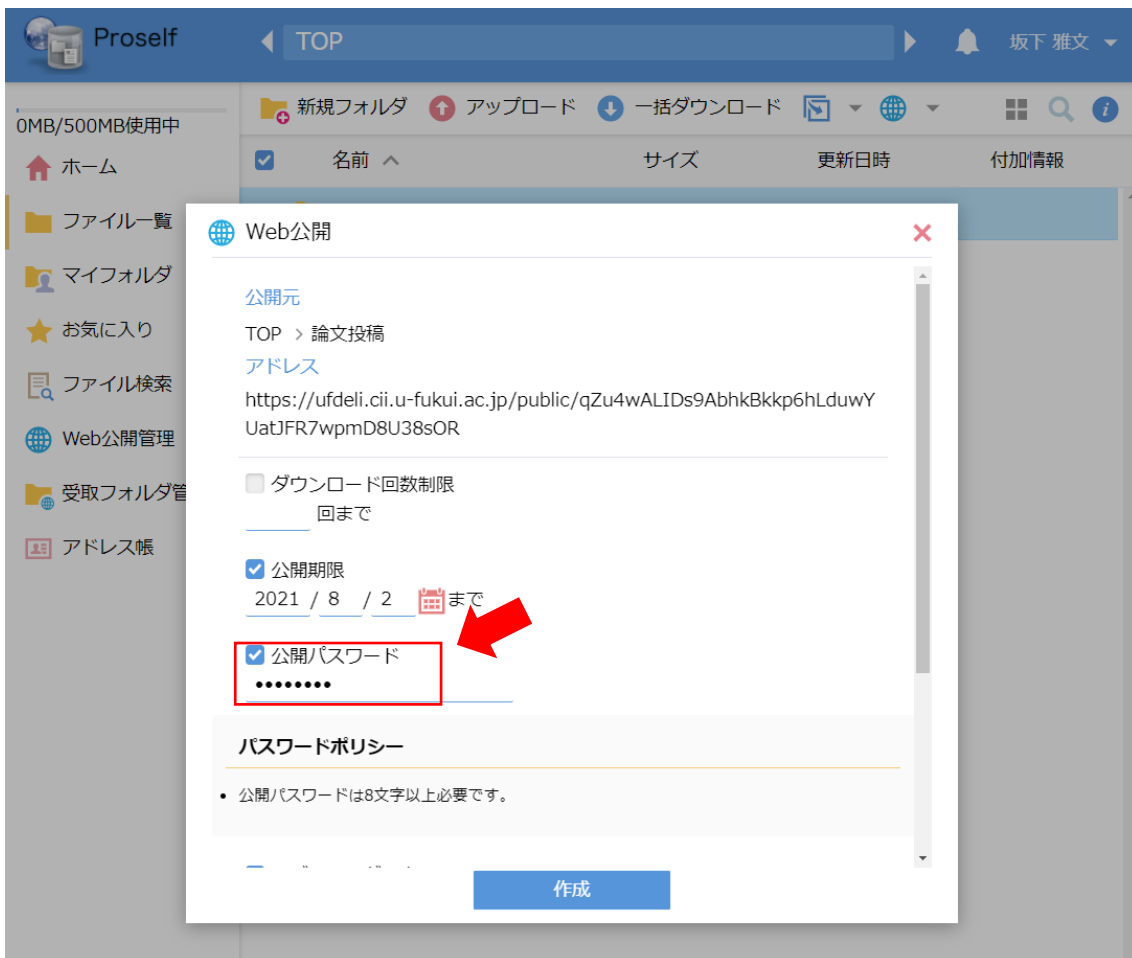 Proself
TOP
坂下 雅文
0MB/500MB使用中
新規フォルダ
アップロード
一括ダウンロード
名前
サイズ
更新日時
付加情報
ホーム
ファイル一覧
マイフォルダ
お気に入り
ファイル検索
Web公開管理
受取フォルダ管
アドレス帳
Web公開
公開元
TOP > 論文投稿
アドレス
https://ufdeli.cii.u-fukui.ac.jp/public/qZu4wALIDs9AbhkBkkp6hLduwY
UatJFR7wpmD8U38sOR
ダウンロード回数制限
回まで
公開期限
2021 / 8 / 2 まで
公開パスワード
••••••••
パスワードポリシー
• 公開パスワードは8文字以上必要です。
作成